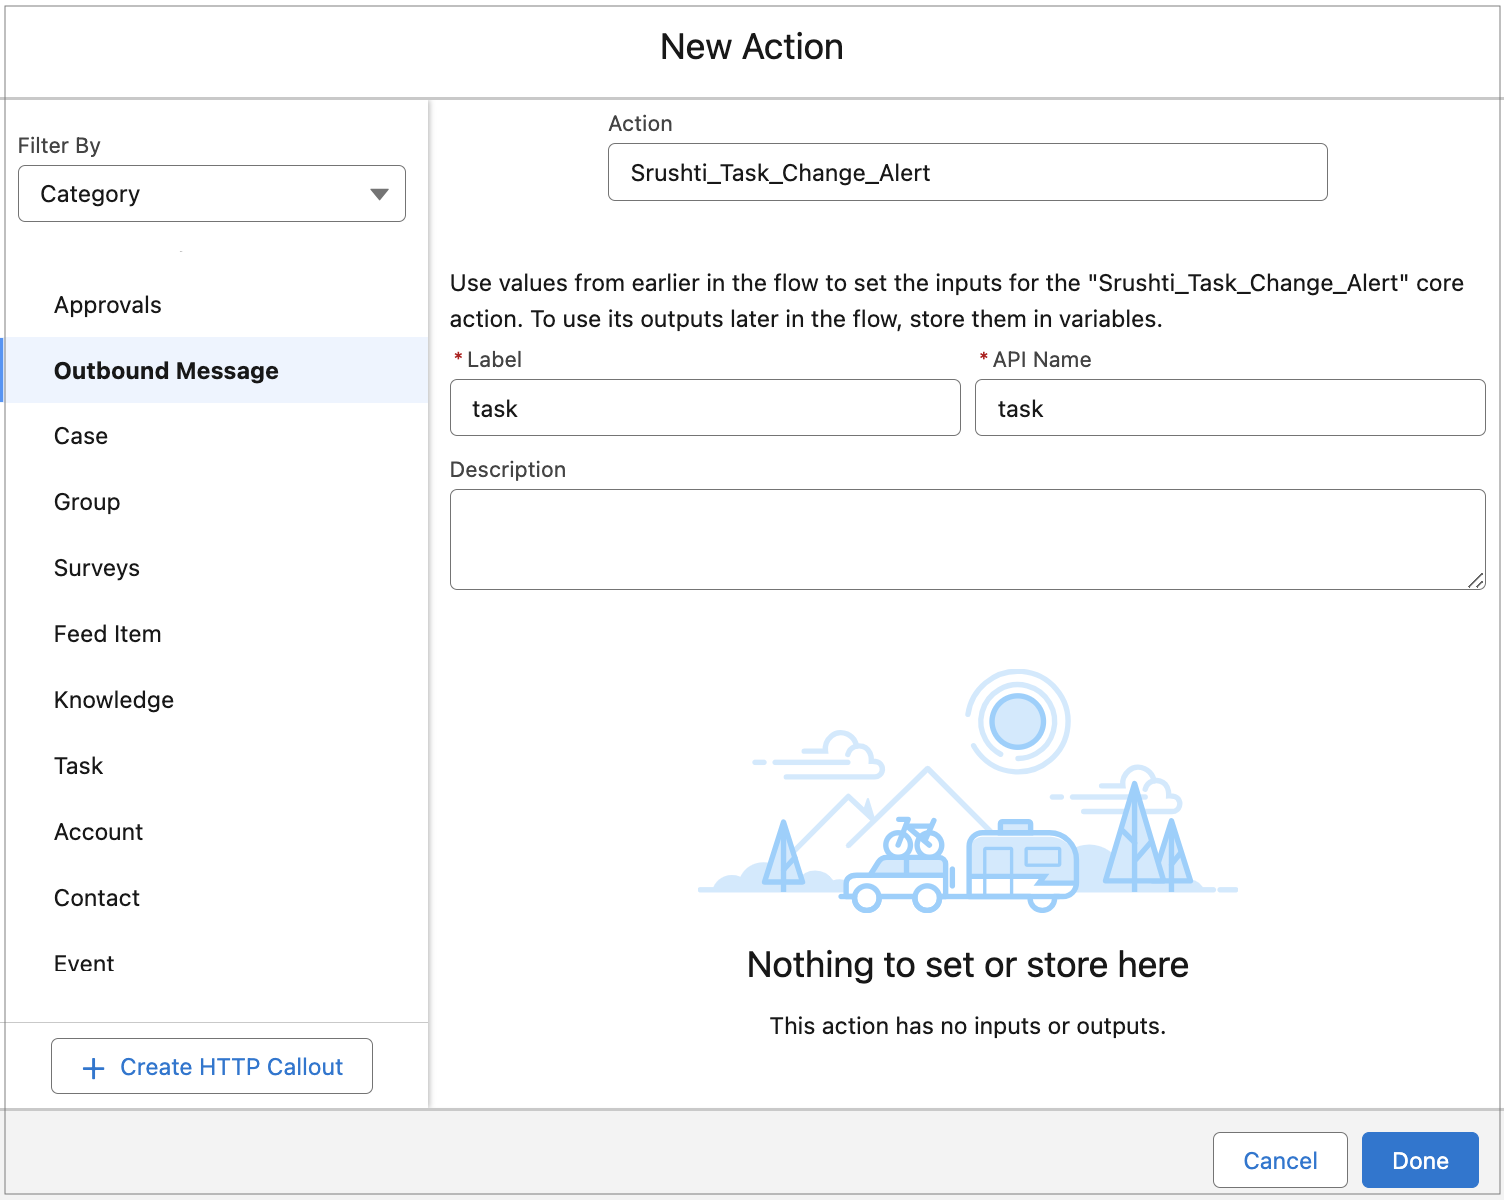 New Action
Filter By
Category
Approvals
Outbound Message
Case
Group
Surveys
Feed Item
Knowledge
Task
Account
Contact
Event
+ Create HTTP Callout
Action
Srushti_Task_Change_Alert
Use values from earlier in the flow to set the inputs for the "Srushti_Task_Change_Alert" core
action. To use its outputs later in the flow, store them in variables.
* Label
* API Name
task
task
Description
Nothing to set or store here
This action has no inputs or outputs.
Cancel
Done